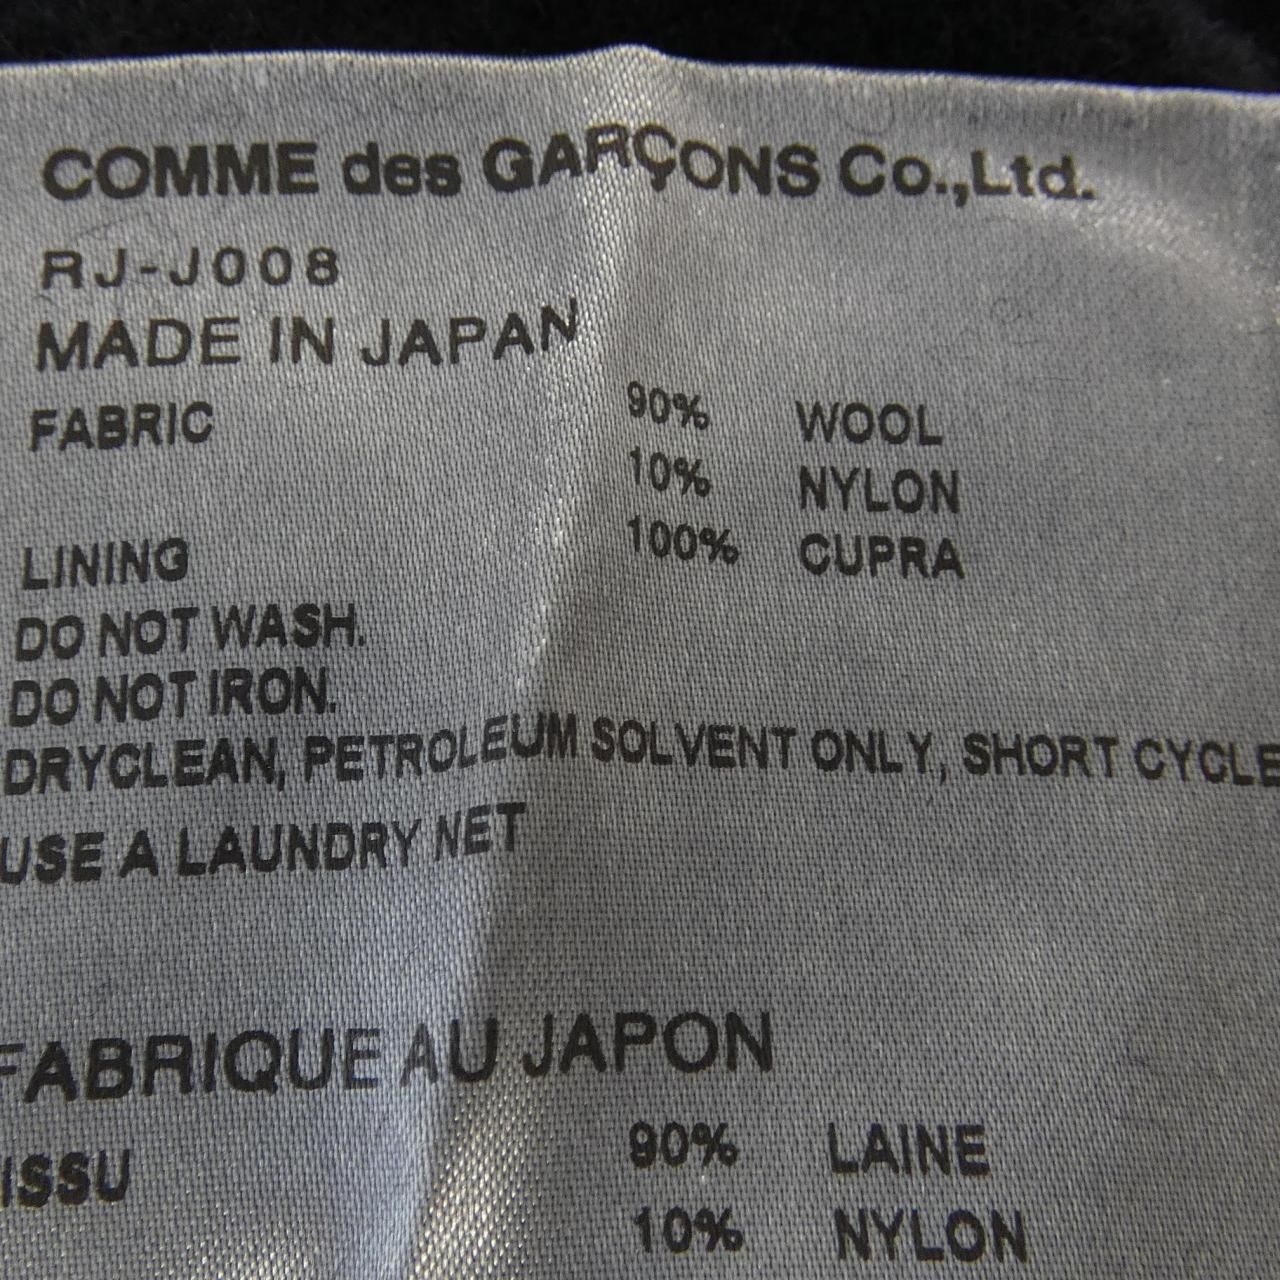 COMME des GARÇONS Co.,Ltd.
RJ-J008
MADE IN JAPAN
FABRIC 90% WOOL
10% NYLON
LINING 100% CUPRA
DO NOT WASH.
DO NOT IRON.
DRYCLEAN, PETROLEUM SOLVENT ONLY, SHORT CYCLE
USE A LAUNDRY NET
FABRIQUE AU JAPON
ISSU 90% LAINE
10% NYLON